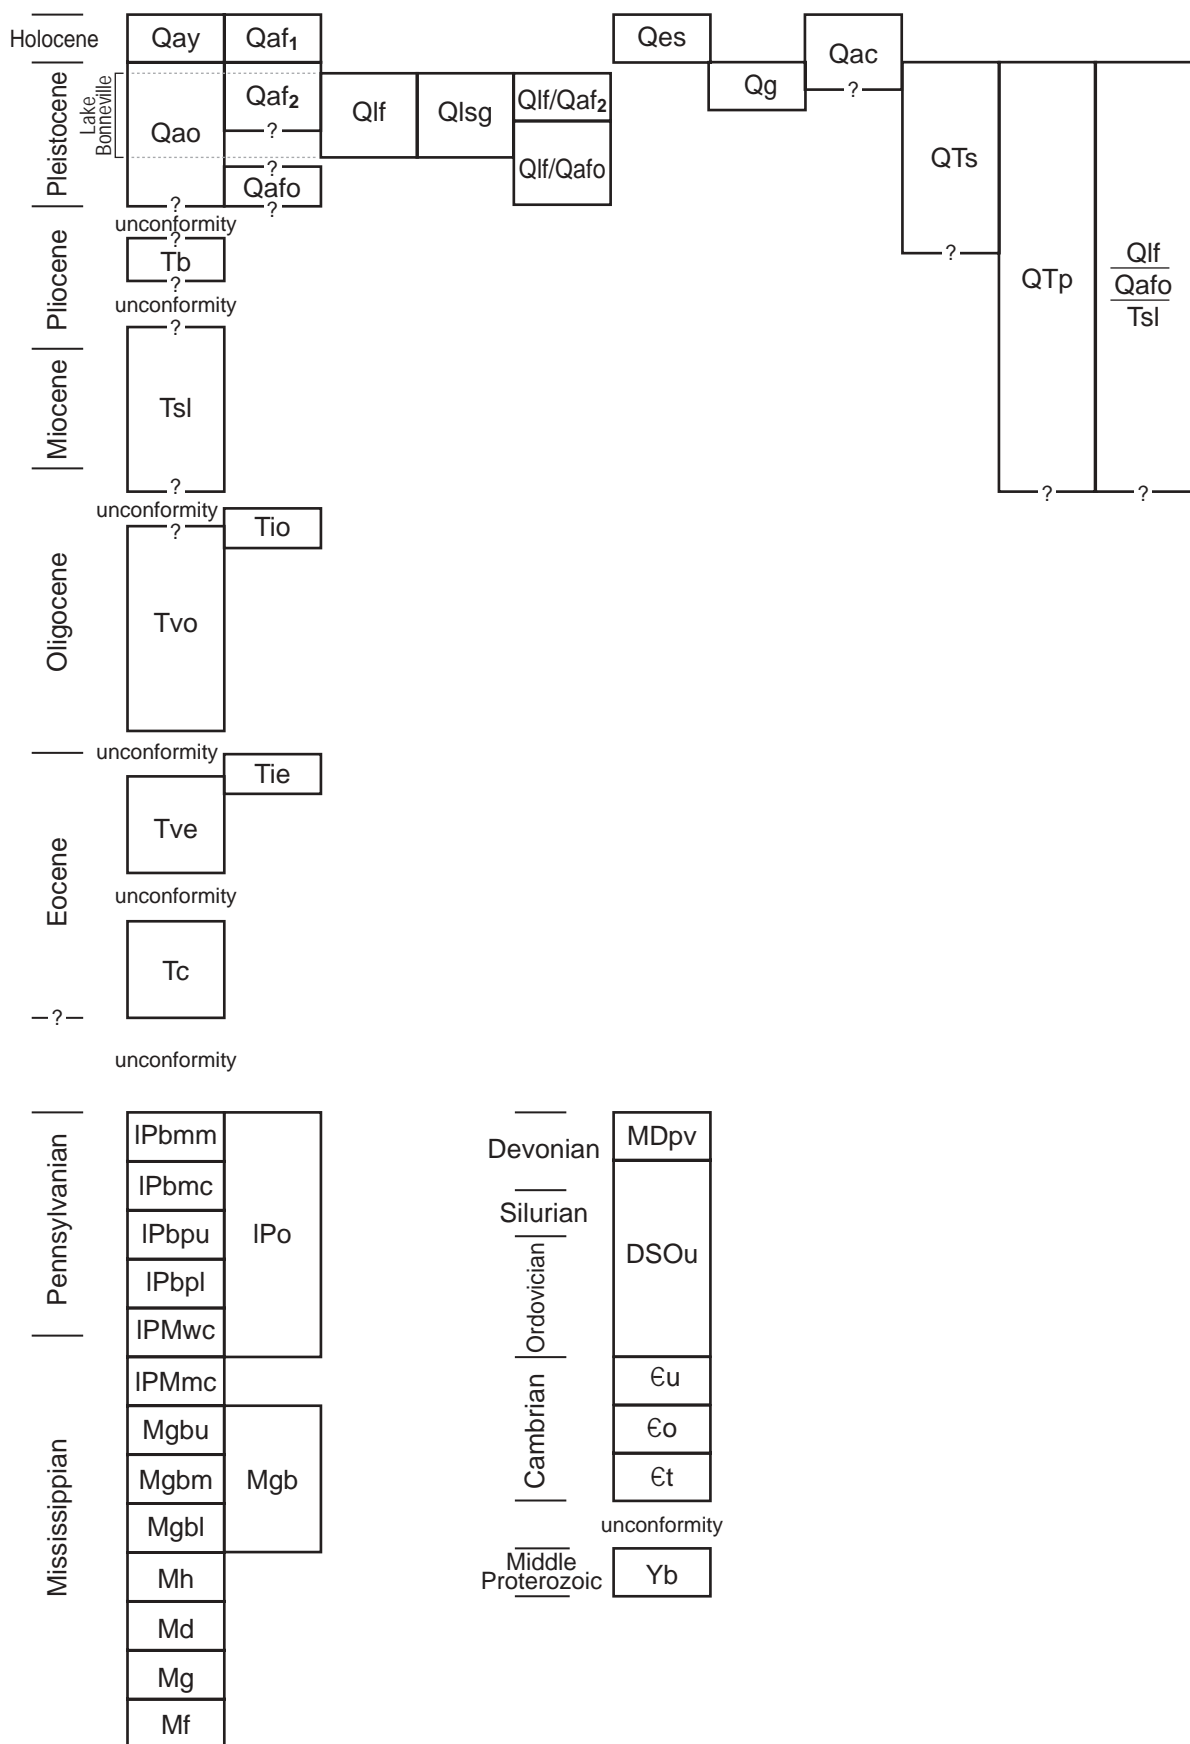 Holocene
Qay
Qaf1
Qes
Qac
?
Pleistocene
Lake
Bonneville
Qao
?
Qaf2
?
?
Qafo
?
Qlf
Qlsg
Qlf/Qaf2
Qlf/Qafo
Qg
QTs
?
QTp
?
Qlf
Qafo
Tsl
?
unconformity
Pliocene
?
Tb
?
unconformity
?
Miocene
Tsl
?
unconformity
Oligocene
?
Tvo
Tio
unconformity
Eocene
Tie
Tve
unconformity
Tc
?
unconformity
Pennsylvanian
IPbmm
IPbmc
IPbpu
IPbpl
IPMwc
IPo
Mississippian
IPMmc
Mgbu
Mgbm
Mgbl
Mgb
Mh
Md
Mg
Mf
Devonian
MDpv
Silurian
Ordovician
DSOu
Cambrian
Єu
Єo
Єt
unconformity
Middle
Proterozoic
Yb